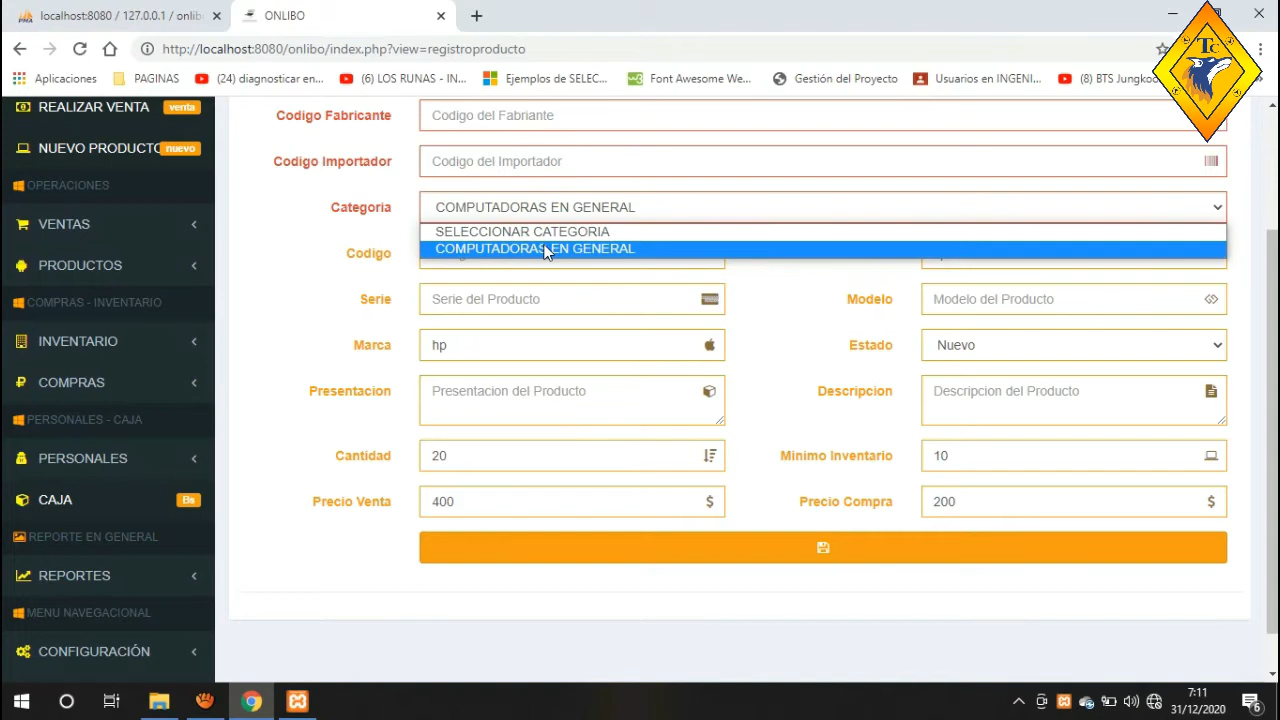 localhost:8080 / 127.0.0.1 / onlib
ONLIBO
http://localhost:8080/onlibo/index.php?view=registroproducto
Aplicaciones
PAGINAS
(24) diagnosticar en...
(6) LOS RUNAS - IN...
Ejemplos de SELEC...
Font Awesome We...
Gestión del Proyecto
Usuarios en INGENI...
(8) BTS Jungkoo
TC
REALIZAR VENTA venta
NUEVO PRODUCTO nuevo
OPERACIONES
VENTAS
PRODUCTOS
COMPRAS - INVENTARIO
INVENTARIO
COMPRAS
PERSONALES - CAJA
PERSONALES
CAJA Bs
REPORTE EN GENERAL
REPORTES
MENU NAVEGACIONAL
CONFIGURACIÓN
Codigo Fabricante Codigo del Fabriante
Codigo Importador Codigo del Importador
Categoria COMPUTADORAS EN GENERAL
SELECCIONAR CATEGORIA
COMPUTADORAS EN GENERAL
Codigo
Serie Serie del Producto Modelo Modelo del Producto
Marca hp Estado Nuevo
Presentacion Presentacion del Producto Descripcion Descripcion del Producto
Cantidad 20 Minimo Inventario 10
Precio Venta 400 $ Precio Compra 200 $
7:11
31/12/2020
6